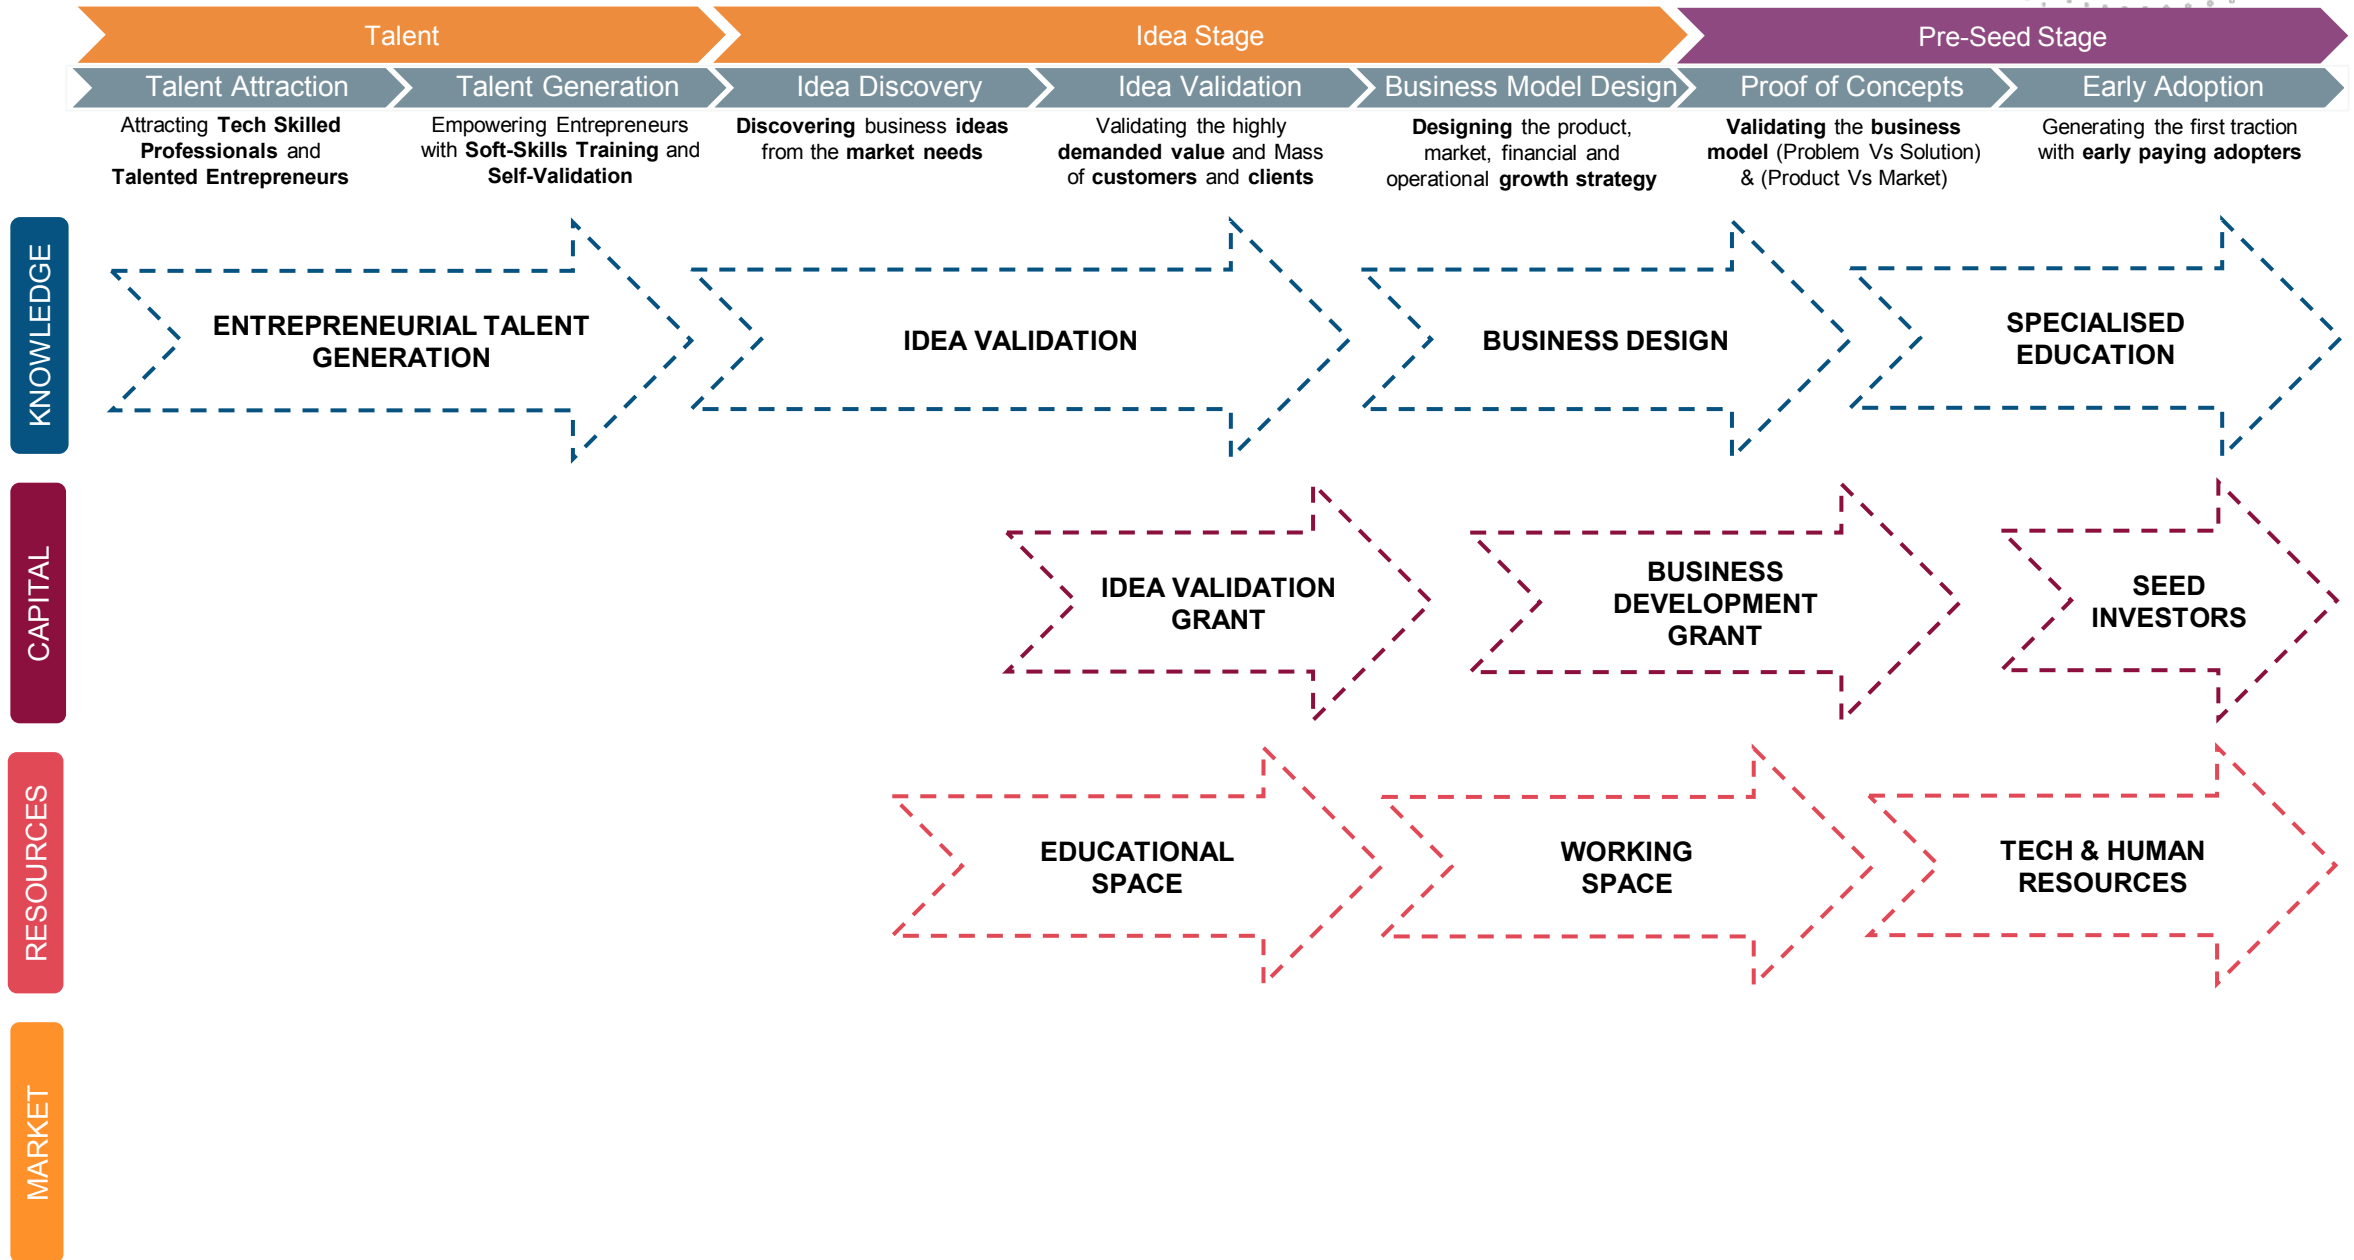 Talent
Idea Stage
Pre-Seed Stage
Talent Attraction
Talent Generation
Idea Discovery
Idea Validation
Business Model Design
Proof of Concepts
Early Adoption
Attracting Tech Skilled
Professionals and
Talented Entrepreneurs
Empowering Entrepreneurs
with Soft-Skills Training and
Self-Validation
Discovering business ideas
from the market needs
Validating the highly
demanded value and Mass
of customers and clients
Designing the product,
market, financial and
operational growth strategy
Validating the business
model (Problem Vs Solution)
& (Product Vs Market)
Generating the first traction
with early paying adopters
KNOWLEDGE
ENTREPRENEURIAL TALENT
GENERATION
IDEA VALIDATION
BUSINESS DESIGN
SPECIALISED
EDUCATION
CAPITAL
IDEA VALIDATION
GRANT
BUSINESS
DEVELOPMENT
GRANT
SEED
INVESTORS
RESOURCES
EDUCATIONAL
SPACE
WORKING
SPACE
TECH & HUMAN
RESOURCES
MARKET